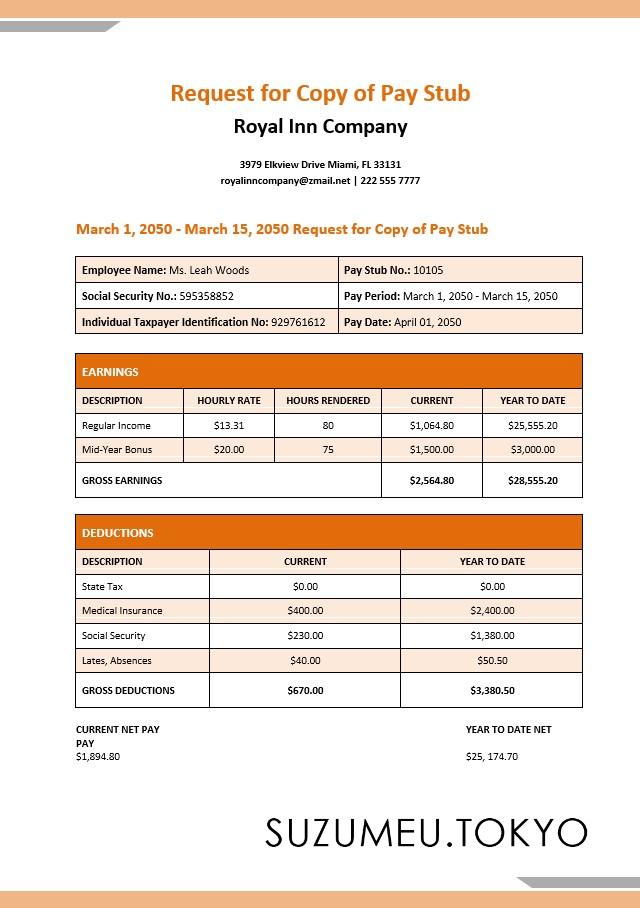 Request for Copy of Pay Stub
Royal Inn Company
3979 Elkview Drive Miami, FL 33131
royalinncompany@zmail.net | 222 555 7777
March 1, 2050 - March 15, 2050 Request for Copy of Pay Stub
Employee Name: Ms. Leah Woods Pay Stub No.: 10105
Social Security No.: 595358852 Pay Period: March 1, 2050 - March 15, 2050
Individual Taxpayer Identification No: 929761612 Pay Date: April 01, 2050
EARNINGS
DESCRIPTION HOURLY RATE HOURS RENDERED CURRENT YEAR TO DATE
Regular Income $13.31 80 $1,064.80 $25,555.20
Mid-Year Bonus $20.00 75 $1,500.00 $3,000.00
GROSS EARNINGS $2,564.80 $28,555.20
DEDUCTIONS
DESCRIPTION CURRENT YEAR TO DATE
State Tax $0.00 $0.00
Medical Insurance $400.00 $2,400.00
Social Security $230.00 $1,380.00
Lates, Absences $40.00 $50.50
GROSS DEDUCTIONS $670.00 $3,380.50
CURRENT NET PAY YEAR TO DATE NET
PAY
$1,894.80 $25, 174.70
SUZUMEU.TOKYO